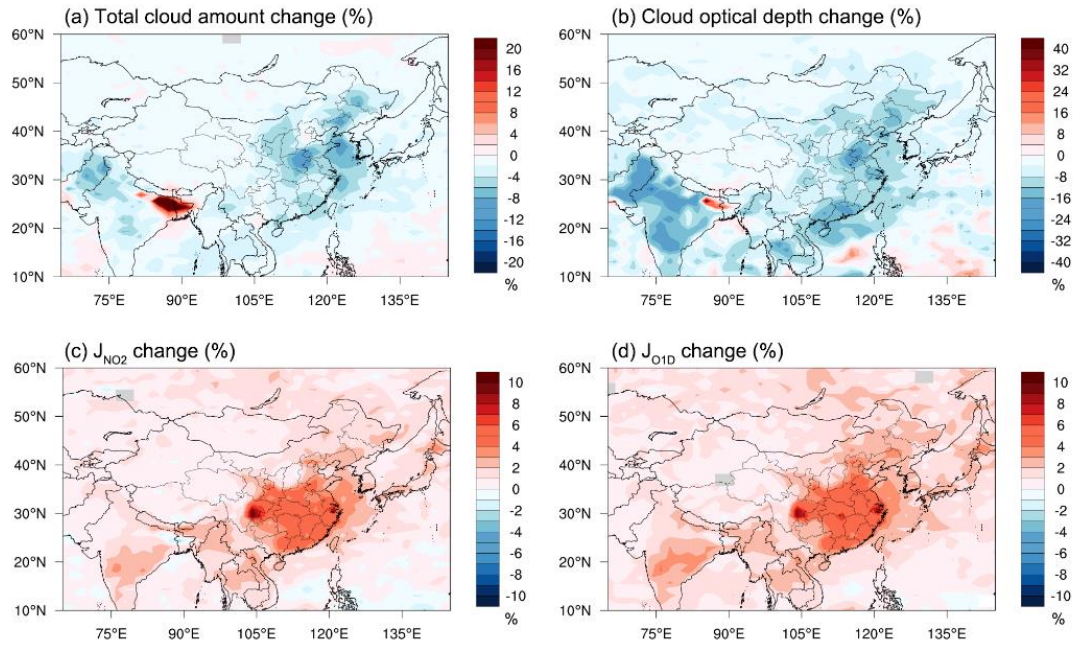 (a) Total cloud amount change (%)
60°N
50°N
40°N
30°N
20°N
10°N
75°E 90°E 105°E 120°E 135°E
20
16
12
8
4
0
-4
-8
-12
-16
-20
%
(b) Cloud optical depth change (%)
60°N
50°N
40°N
30°N
20°N
10°N
75°E 90°E 105°E 120°E 135°E
40
32
24
16
8
0
-8
-16
-24
-32
-40
%
(c) J_NO2 change (%)
60°N
50°N
40°N
30°N
20°N
10°N
75°E 90°E 105°E 120°E 135°E
10
8
6
4
2
0
-2
-4
-6
-8
-10
%
(d) J_O1D change (%)
60°N
50°N
40°N
30°N
20°N
10°N
75°E 90°E 105°E 120°E 135°E
10
8
6
4
2
0
-2
-4
-6
-8
-10
%